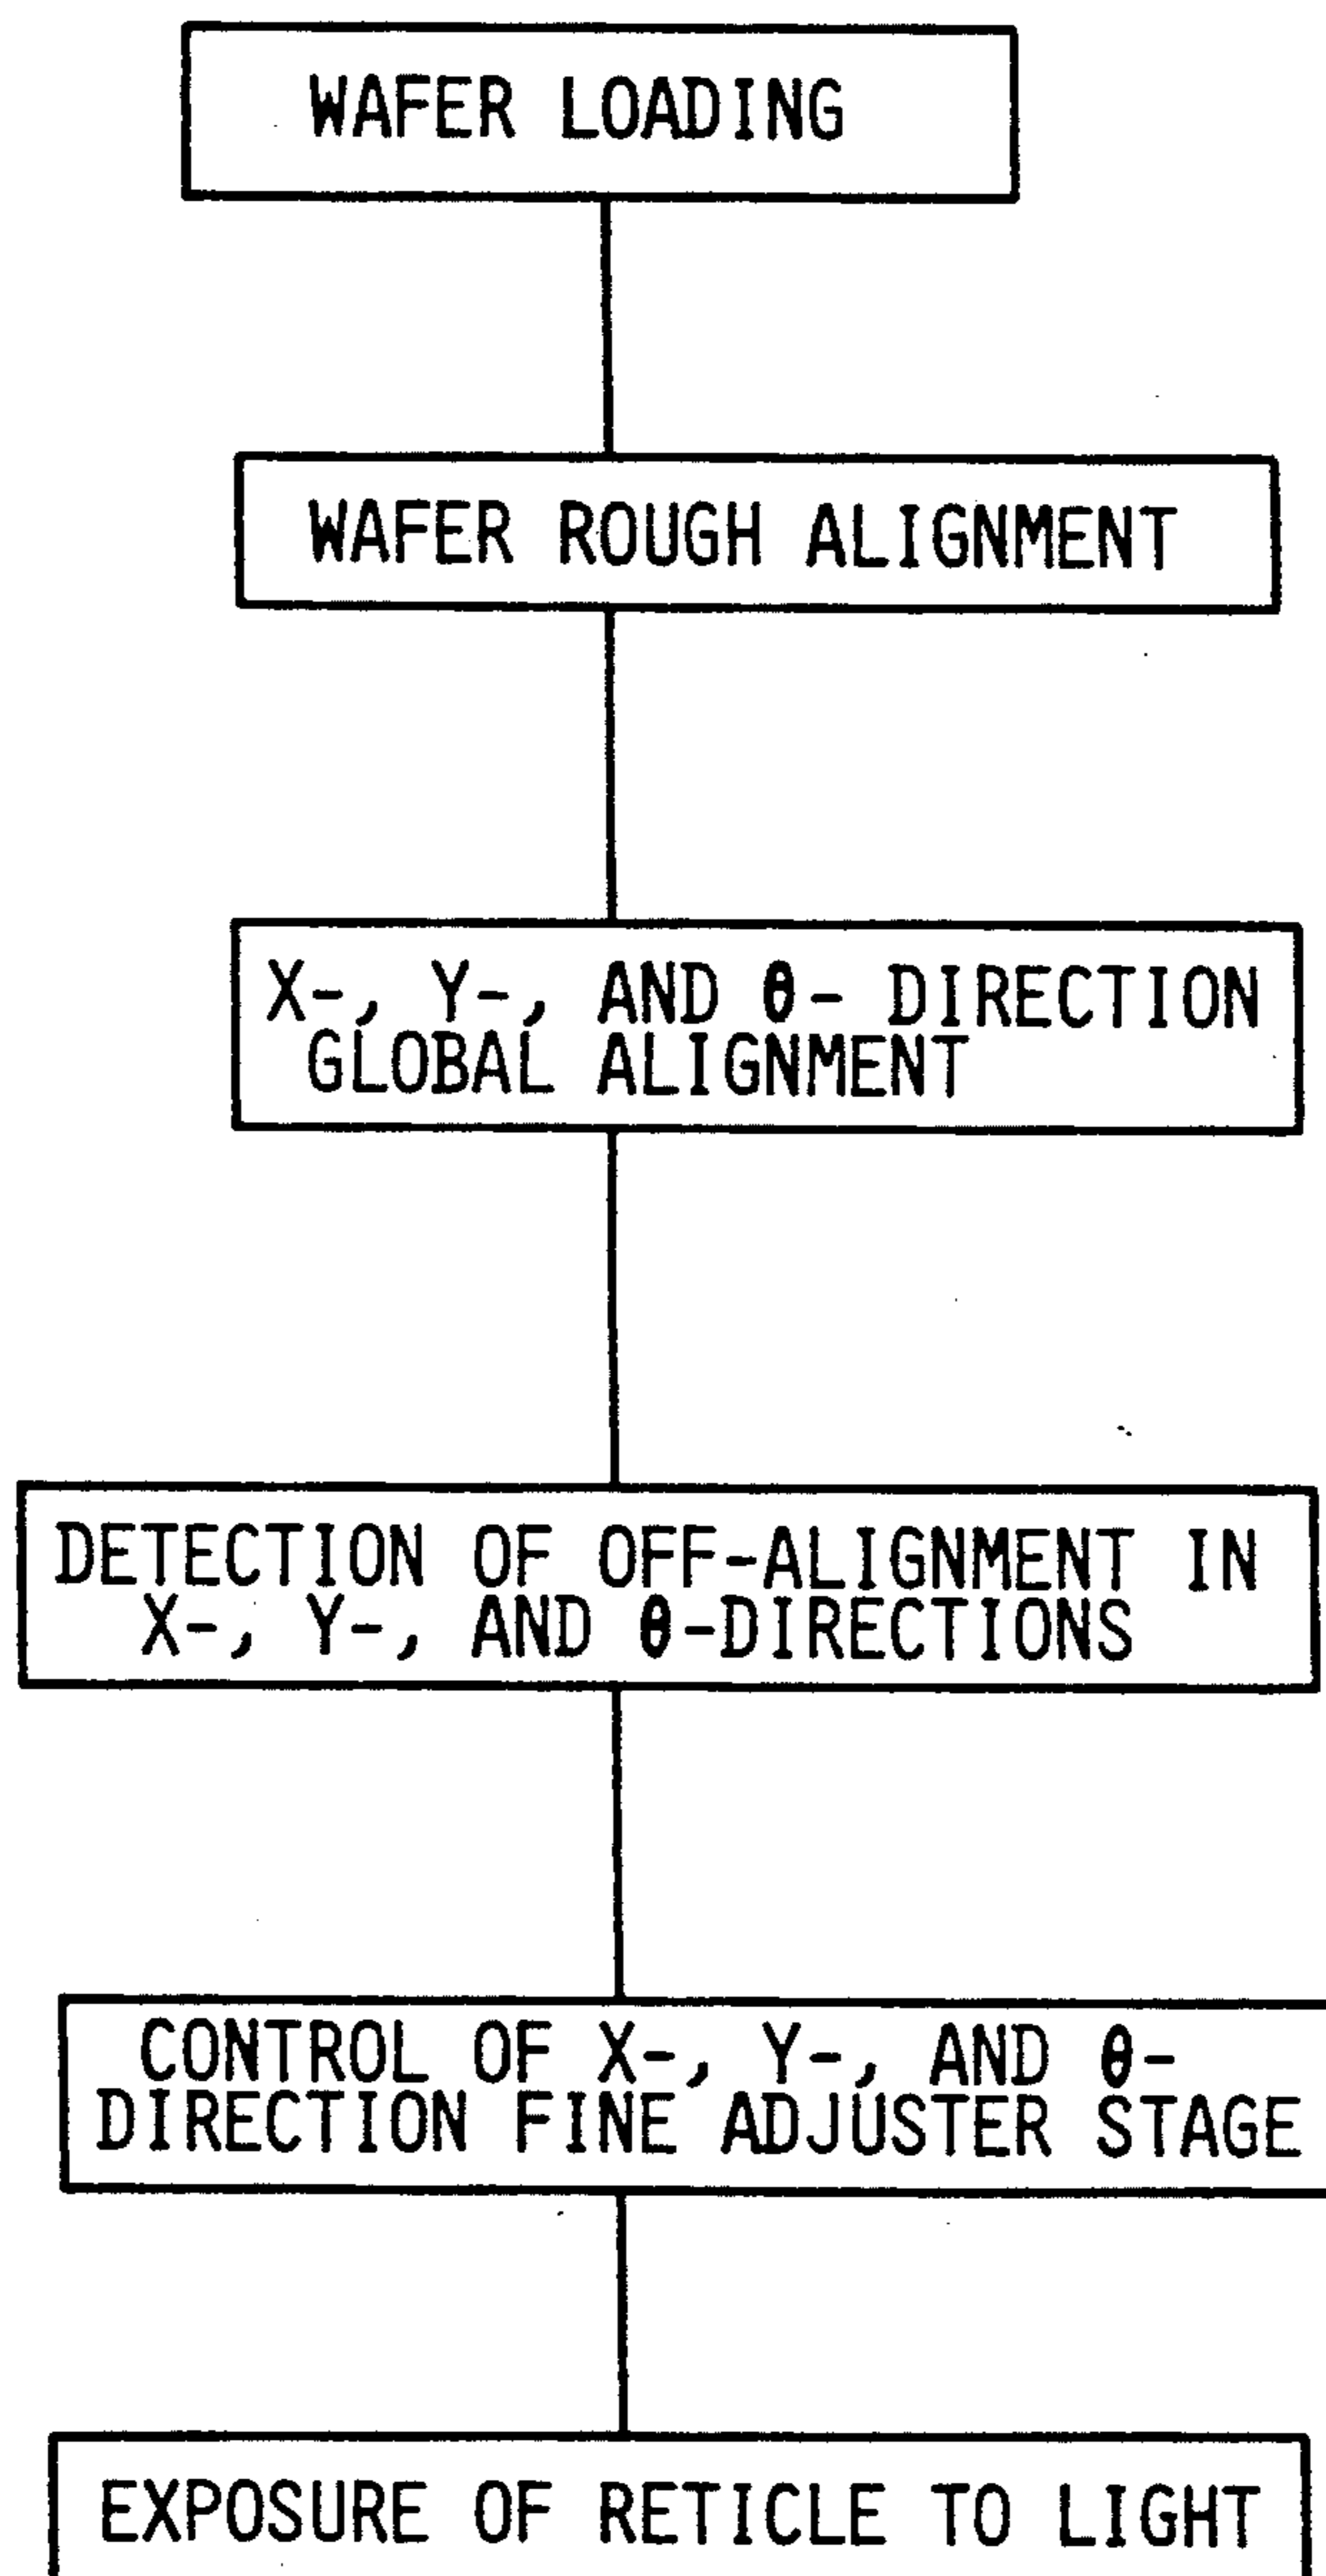 WAFER LOADING
WAFER ROUGH ALIGNMENT
X-, Y-, AND θ- DIRECTION
GLOBAL ALIGNMENT
DETECTION OF OFF-ALIGNMENT IN
X-, Y-, AND θ-DIRECTIONS
CONTROL OF X-, Y-, AND θ-
DIRECTION FINE ADJUSTER STAGE
EXPOSURE OF RETICLE TO LIGHT